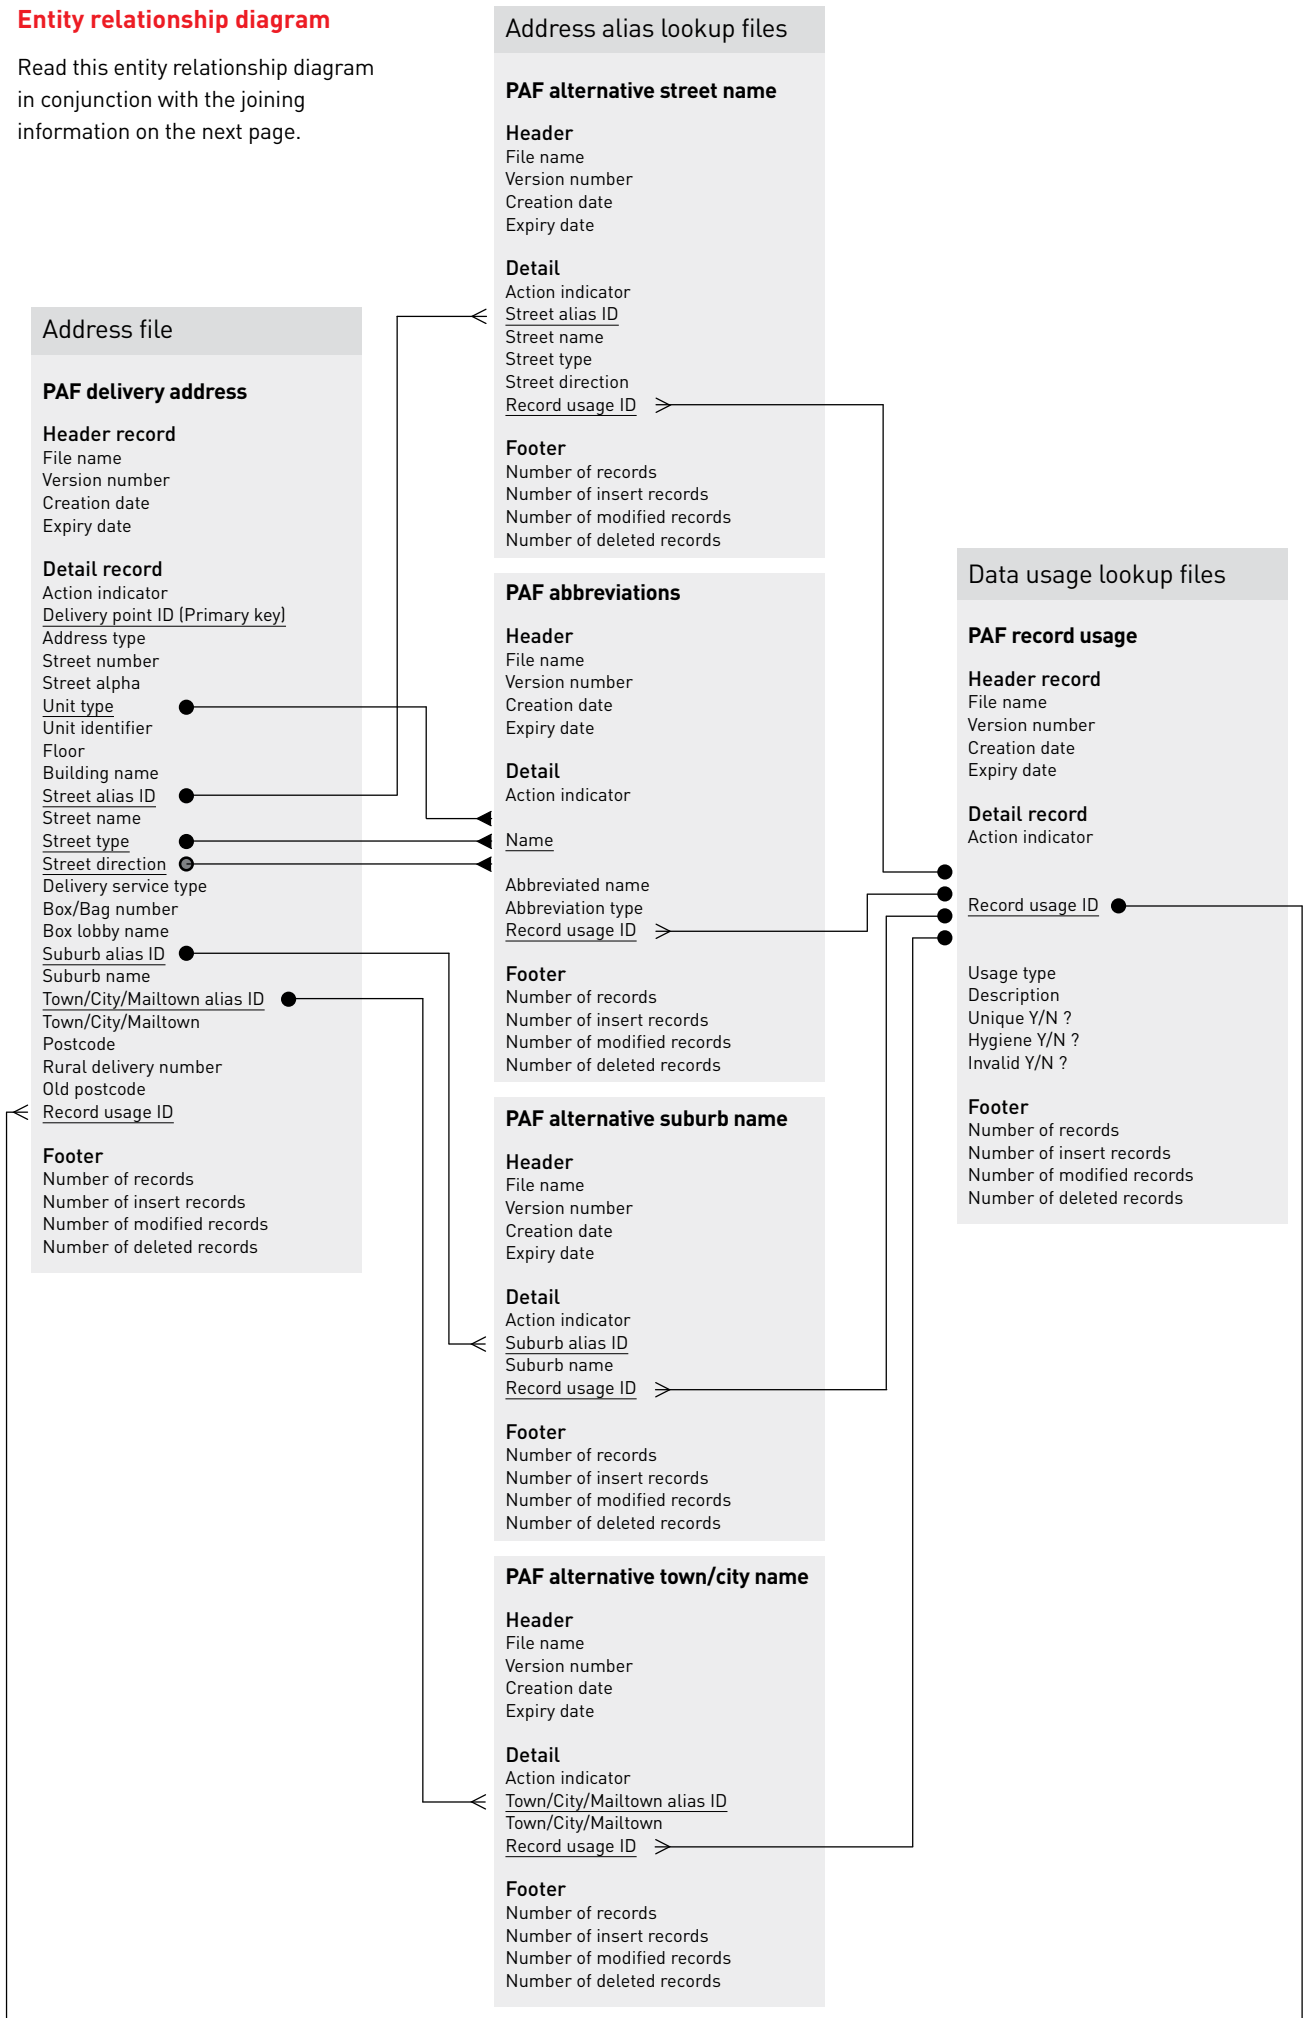 Entity relationship diagram
Read this entity relationship diagram
in conjunction with the joining
information on the next page.
Address file
PAF delivery address
Header record
File name
Version number
Creation date
Expiry date
Detail record
Action indicator
Delivery point ID (Primary key)
Address type
Street number
Street alpha
Unit type
Unit identifier
Floor
Building name
Street alias ID
Street name
Street type
Street direction
Delivery service type
Box/Bag number
Box lobby name
Suburb alias ID
Suburb name
Town/City/Mailtown alias ID
Town/City/Mailtown
Postcode
Rural delivery number
Old postcode
Record usage ID
Footer
Number of records
Number of insert records
Number of modified records
Number of deleted records
Address alias lookup files
PAF alternative street name
Header
File name
Version number
Creation date
Expiry date
Detail
Action indicator
Street alias ID
Street name
Street type
Street direction
Record usage ID
Footer
Number of records
Number of insert records
Number of modified records
Number of deleted records
PAF abbreviations
Header
File name
Version number
Creation date
Expiry date
Detail
Action indicator
Name
Abbreviated name
Abbreviation type
Record usage ID
Footer
Number of records
Number of insert records
Number of modified records
Number of deleted records
PAF alternative suburb name
Header
File name
Version number
Creation date
Expiry date
Detail
Action indicator
Suburb alias ID
Suburb name
Record usage ID
Footer
Number of records
Number of insert records
Number of modified records
Number of deleted records
PAF alternative town/city name
Header
File name
Version number
Creation date
Expiry date
Detail
Action indicator
Town/City/Mailtown alias ID
Town/City/Mailtown
Record usage ID
Footer
Number of records
Number of insert records
Number of modified records
Number of deleted records
Data usage lookup files
PAF record usage
Header record
File name
Version number
Creation date
Expiry date
Detail record
Action indicator
Record usage ID
Usage type
Description
Unique Y/N ?
Hygiene Y/N ?
Invalid Y/N ?
Footer
Number of records
Number of insert records
Number of modified records
Number of deleted records